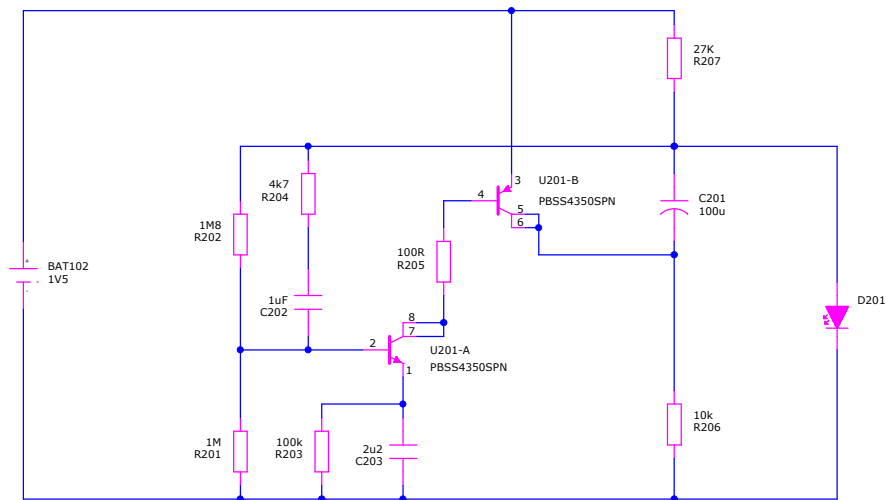 27K
R207
3
U201-B
4
PBSS4350SPN
5
6
C201
100u
4k7
R204
1M8
R202
100R
R205
+
BAT102
1V5
-
1uF
C202
D201
8
7
2
U201-A
PBSS4350SPN
1
10k
R206
1M
R201
100k
R203
2u2
C203